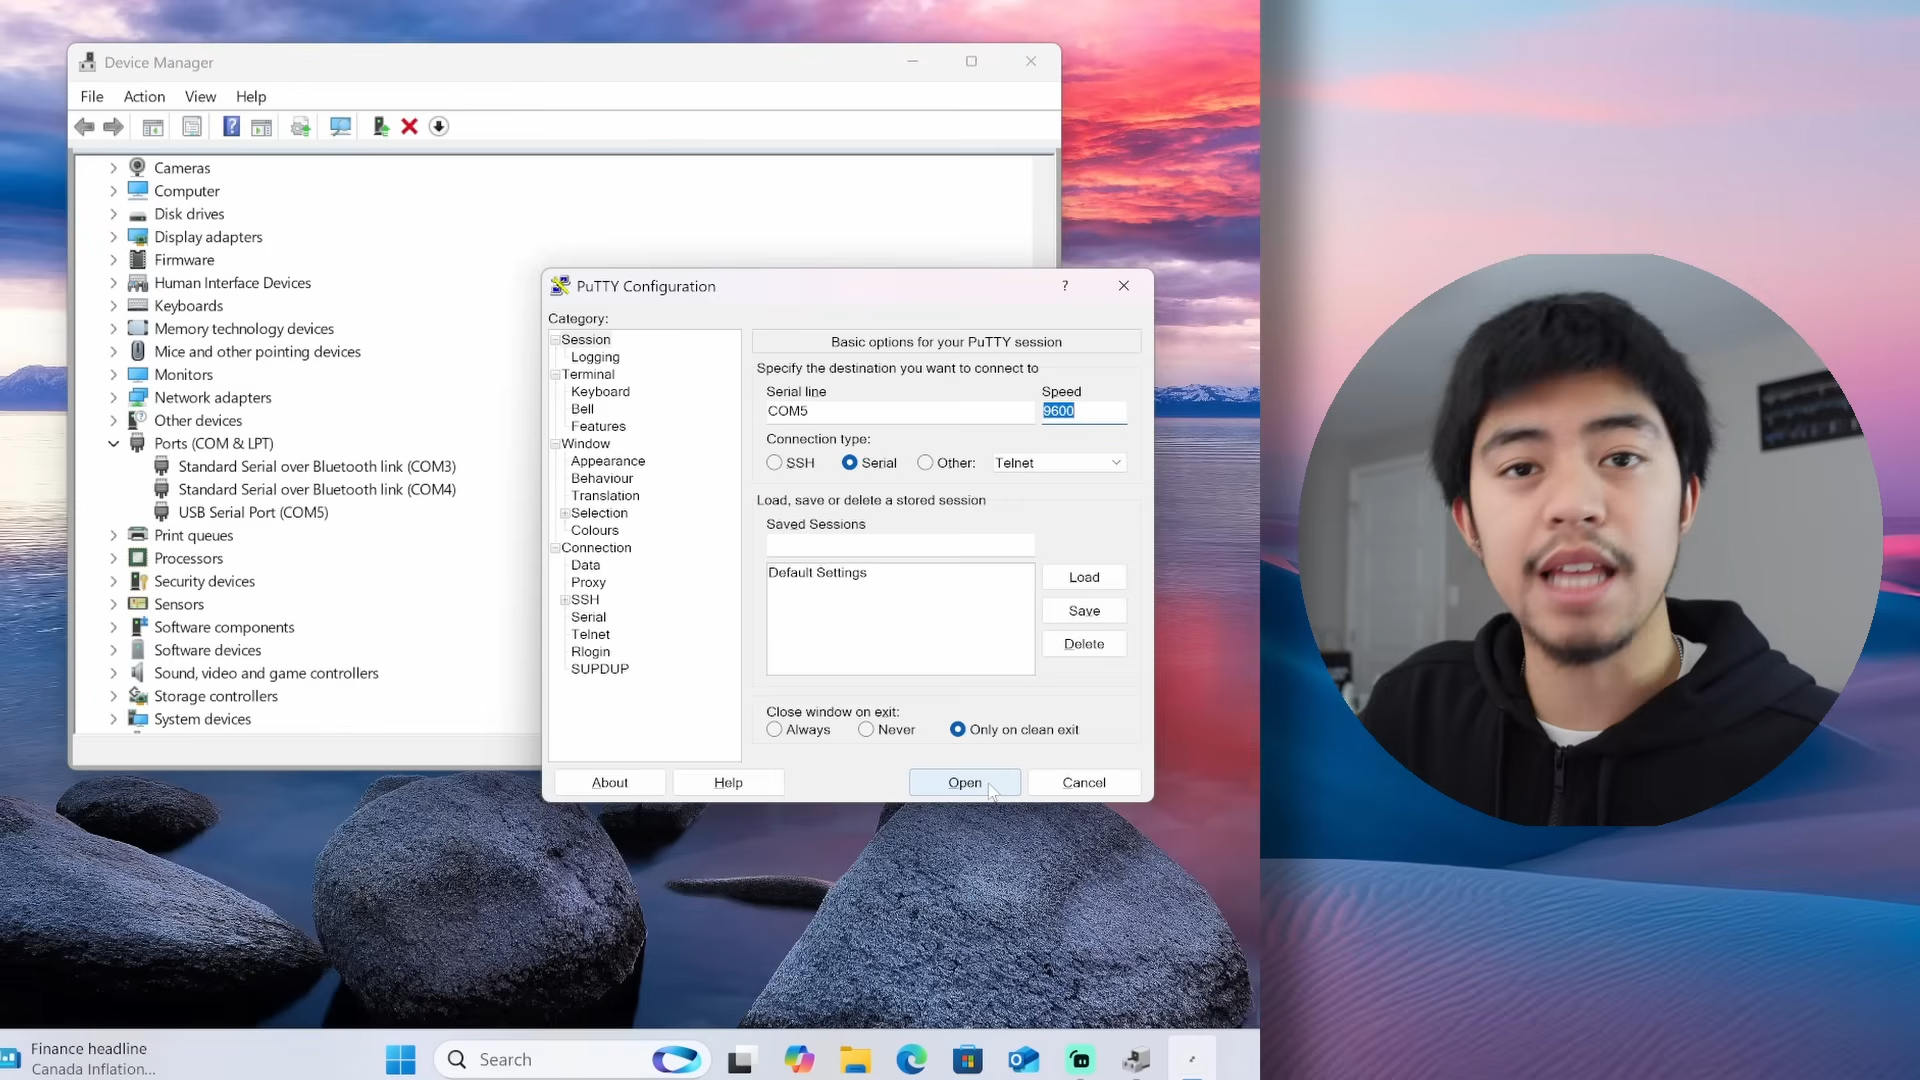 Device Manager
File Action View Help
Cameras
Computer
Disk drives
Display adapters
Firmware
Human Interface Devices
Keyboards
Memory technology devices
Mice and other pointing devices
Monitors
Network adapters
Other devices
Ports (COM & LPT)
Standard Serial over Bluetooth link (COM3)
Standard Serial over Bluetooth link (COM4)
USB Serial Port (COM5)
Print queues
Processors
Security devices
Sensors
Software components
Software devices
Sound, video and game controllers
Storage controllers
System devices
PuTTY Configuration
?
Category:
Session
Logging
Terminal
Keyboard
Bell
Features
Window
Appearance
Behaviour
Translation
Selection
Colours
Connection
Data
Proxy
SSH
Serial
Telnet
Rlogin
SUPDUP
Basic options for your PuTTY session
Specify the destination you want to connect to
Serial line Speed
COM5 9600
Connection type:
SSH Serial Other: Telnet
Load, save or delete a stored session
Saved Sessions
Default Settings
Load
Save
Delete
Close window on exit:
Always Never Only on clean exit
About Help Open Cancel
Finance headline
Canada Inflation...
Search